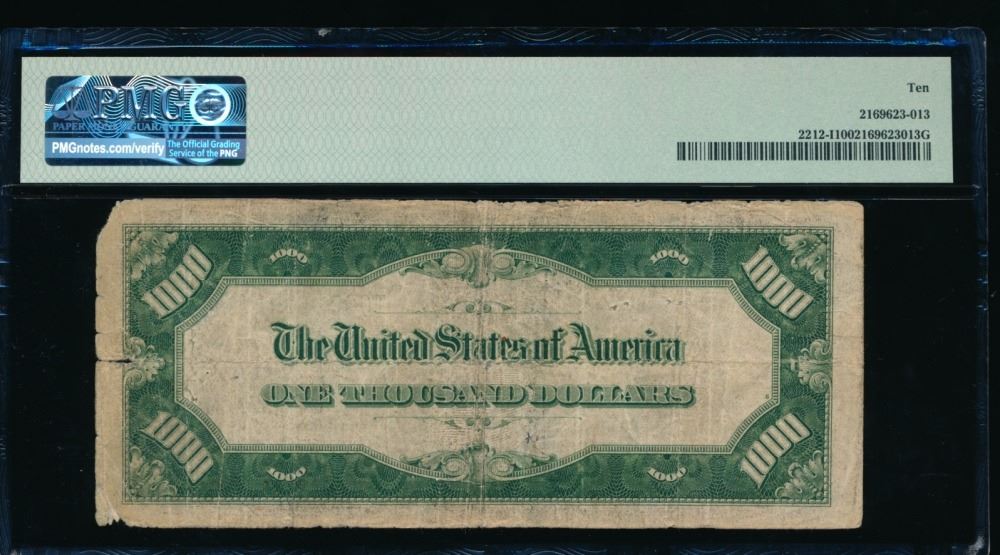 PMG
PAPER MONEY GUARANTY
PMGnotes.com/verify
The Official Grading
Service of the PNG
Ten
2169623-013
2212-I1002169623013G
1000 1000 1000 1000
The United States of America
ONE THOUSAND DOLLARS
1000 1000 1000 1000